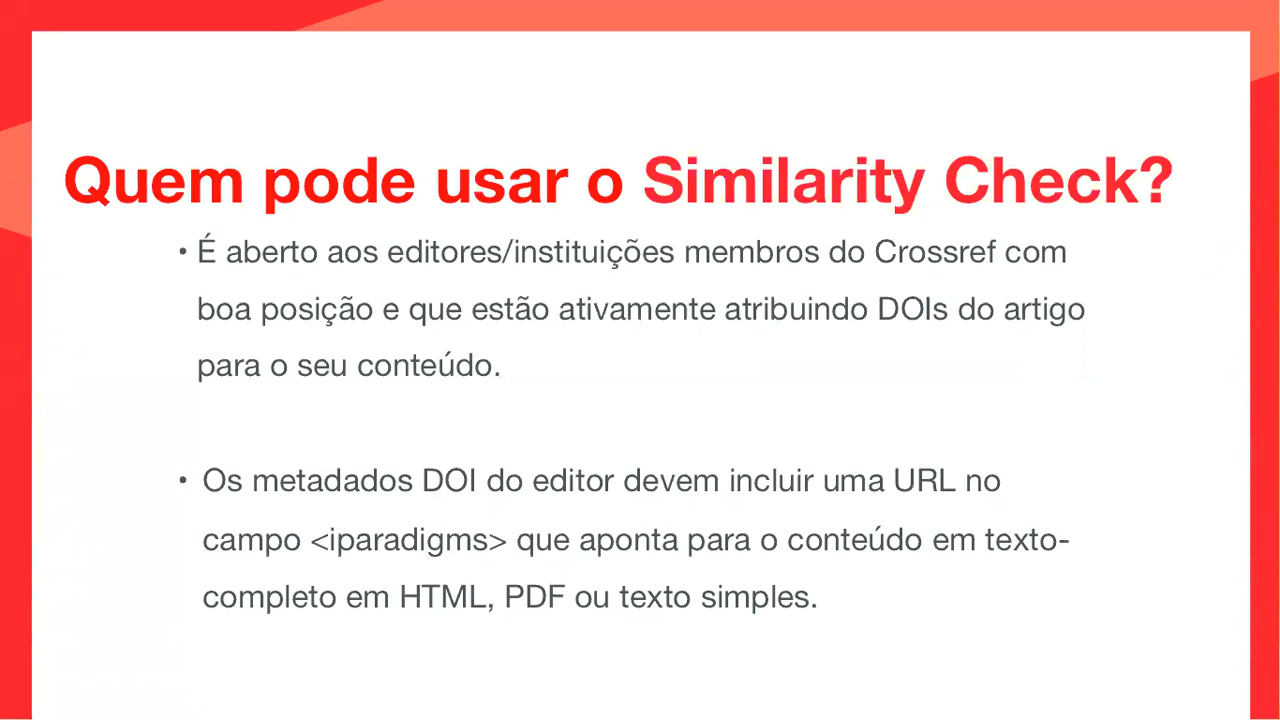 Quem pode usar o Similarity Check?
• É aberto aos editores/instituições membros do Crossref com
boa posição e que estão ativamente atribuindo DOIs do artigo
para o seu conteúdo.
• Os metadados DOI do editor devem incluir uma URL no
campo <iparadigms> que aponta para o conteúdo em texto-
completo em HTML, PDF ou texto simples.